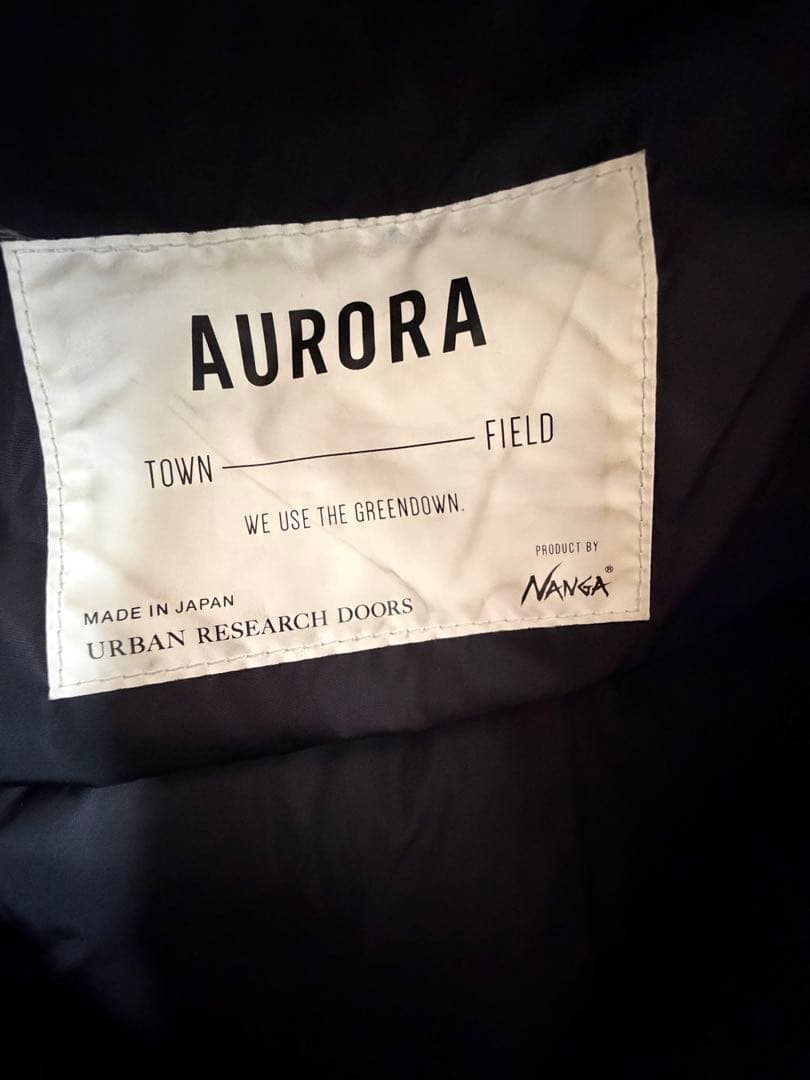 AURORA
TOWN FIELD
WE USE THE GREENDOWN.
PRODUCT BY
NANGA®
MADE IN JAPAN
URBAN RESEARCH DOORS